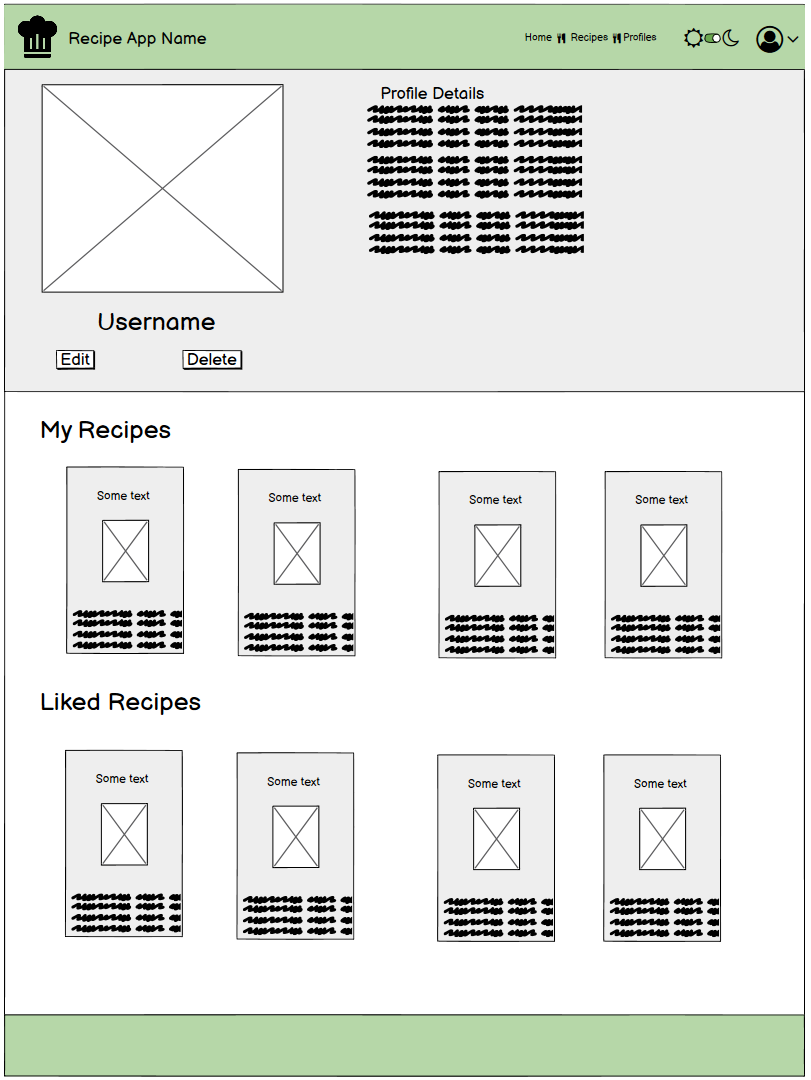 Recipe App Name
Home Recipes Profiles
Profile Details
Username
Edit Delete
My Recipes
Some text Some text Some text Some text
Liked Recipes
Some text Some text Some text Some text